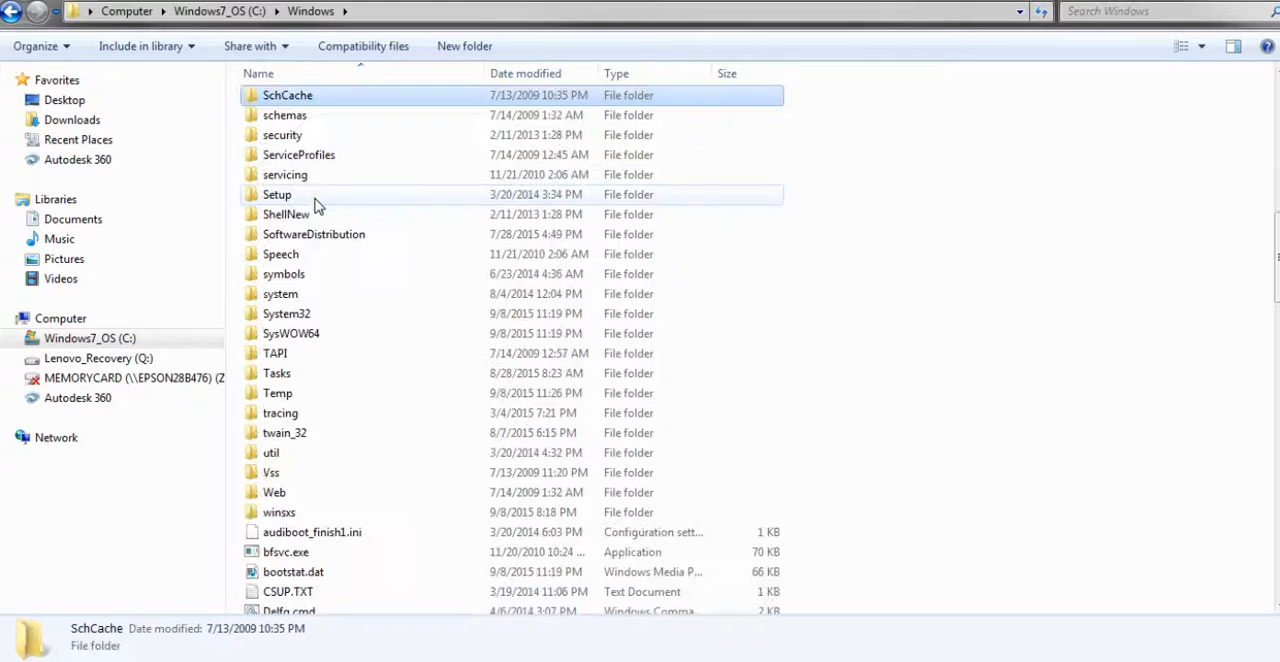 Computer Windows7_OS (C:) Windows Search Windows
Organize Include in library Share with Compatibility files New folder
Name Date modified Type Size
Favorites
Desktop
Downloads
Recent Places
Autodesk 360
Libraries
Documents
Music
Pictures
Videos
Computer
Windows7_OS (C:)
Lenovo_Recovery (Q:)
MEMORYCARD (\\EPSON28B476) (Z
Autodesk 360
Network
SchCache 7/13/2009 10:35 PM File folder
schemas 7/14/2009 1:32 AM File folder
security 2/11/2013 1:28 PM File folder
ServiceProfiles 7/14/2009 12:45 AM File folder
servicing 11/21/2010 2:06 AM File folder
Setup 3/20/2014 3:34 PM File folder
ShellNew 2/11/2013 1:28 PM File folder
SoftwareDistribution 7/28/2015 4:49 PM File folder
Speech 11/21/2010 2:06 AM File folder
symbols 6/23/2014 4:36 AM File folder
system 8/4/2014 12:04 PM File folder
System32 9/8/2015 11:19 PM File folder
SysWOW64 9/8/2015 11:19 PM File folder
TAPI 7/14/2009 12:57 AM File folder
Tasks 8/28/2015 8:23 AM File folder
Temp 9/8/2015 11:26 PM File folder
tracing 3/4/2015 7:21 PM File folder
twain_32 8/7/2015 6:15 PM File folder
util 3/20/2014 4:32 PM File folder
Vss 7/13/2009 11:20 PM File folder
Web 7/14/2009 1:32 AM File folder
winsxs 9/8/2015 8:18 PM File folder
audiboot_finish1.ini 3/20/2014 6:03 PM Configuration sett... 1 KB
bfsvc.exe 11/20/2010 10:24 ... Application 70 KB
bootstat.dat 9/8/2015 11:19 PM Windows Media P... 66 KB
CSUP.TXT 3/19/2014 11:06 PM Text Document 1 KB
Delfq.cmd 4/6/2014 3:07 PM Windows Comma... 2 KB
SchCache Date modified: 7/13/2009 10:35 PM
File folder